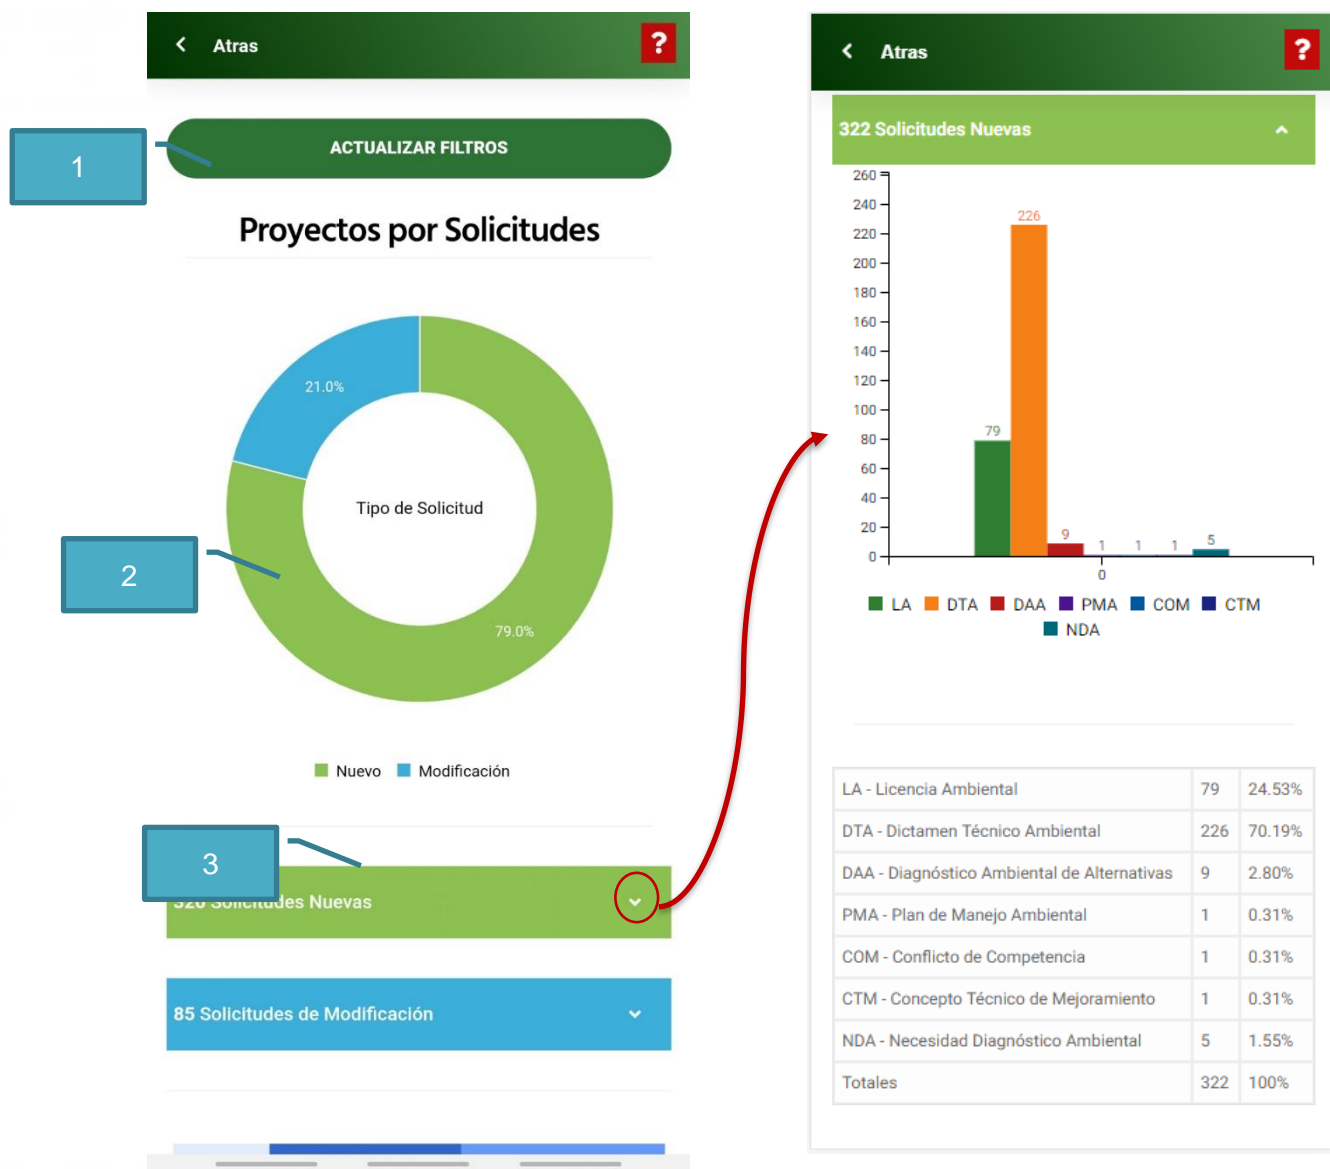 Atras
?
1
ACTUALIZAR FILTROS
Proyectos por Solicitudes
21.0%
Tipo de Solicitud
2
79.0%
Nuevo Modificación
3
Solicitudes Nuevas
85 Solicitudes de Modificación
Atras
?
322 Solicitudes Nuevas
260
240
220
200
180
160
140
120
100
80
60
40
20
0
79
226
9
1
1
1
5
0
LA DTA DAA PMA COM CTM
NDA
LA - Licencia Ambiental 79 24.53%
DTA - Dictamen Técnico Ambiental 226 70.19%
DAA - Diagnóstico Ambiental de Alternativas 9 2.80%
PMA - Plan de Manejo Ambiental 1 0.31%
COM - Conflicto de Competencia 1 0.31%
CTM - Concepto Técnico de Mejoramiento 1 0.31%
NDA - Necesidad Diagnóstico Ambiental 5 1.55%
Totales 322 100%